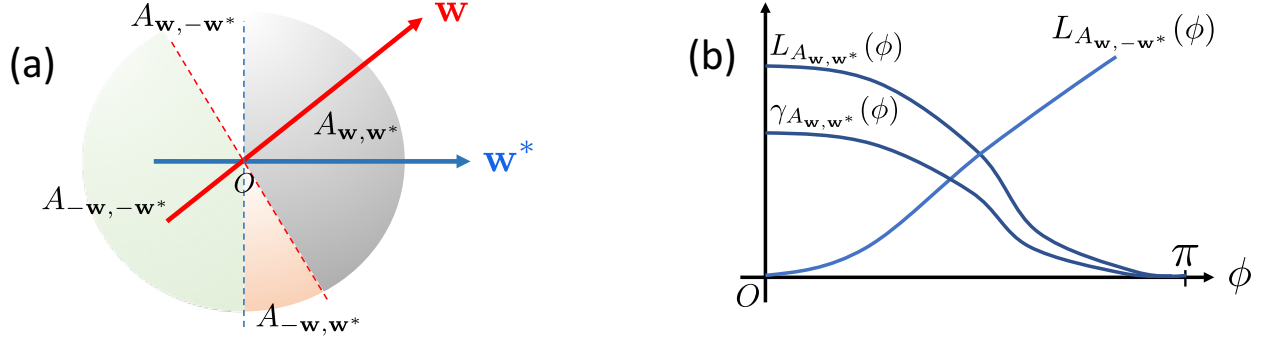 (a)
A_{w,-w*}
w
A_{w,w*}
w*
O
A_{-w,-w*}
A_{-w,w*}
(b)
L_{A_{w,w*}}(ϕ)
L_{A_{w,-w*}}(ϕ)
γ_{A_{w,w*}}(ϕ)
π
O
ϕ